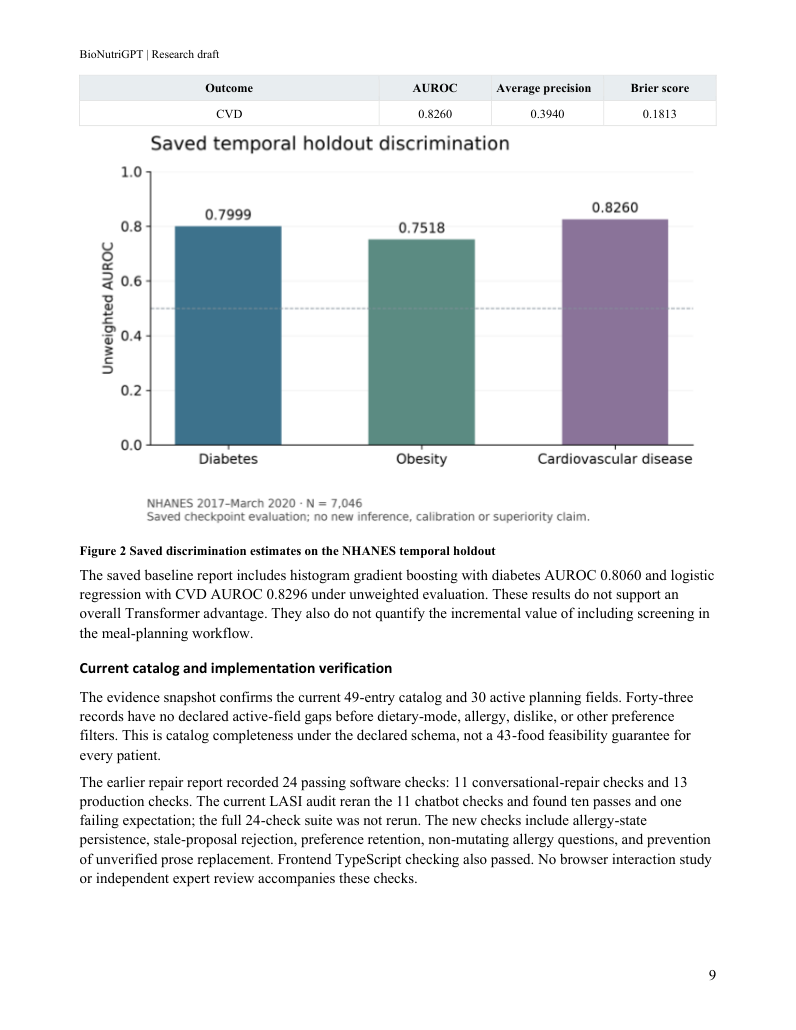 BioNutriGPT | Research draft
Outcome AUROC Average precision Brier score
CVD 0.8260 0.3940 0.1813
Saved temporal holdout discrimination
1.0
0.8
0.6
0.4
0.2
0.0
Unweighted AUROC
0.7999
0.7518
0.8260
Diabetes Obesity Cardiovascular disease
NHANES 2017–March 2020 · N = 7,046
Saved checkpoint evaluation; no new inference, calibration or superiority claim.
Figure 2 Saved discrimination estimates on the NHANES temporal holdout
The saved baseline report includes histogram gradient boosting with diabetes AUROC 0.8060 and logistic
regression with CVD AUROC 0.8296 under unweighted evaluation. These results do not support an
overall Transformer advantage. They also do not quantify the incremental value of including screening in
the meal-planning workflow.
Current catalog and implementation verification
The evidence snapshot confirms the current 49-entry catalog and 30 active planning fields. Forty-three
records have no declared active-field gaps before dietary-mode, allergy, dislike, or other preference
filters. This is catalog completeness under the declared schema, not a 43-food feasibility guarantee for
every patient.
The earlier repair report recorded 24 passing software checks: 11 conversational-repair checks and 13
production checks. The current LASI audit reran the 11 chatbot checks and found ten passes and one
failing expectation; the full 24-check suite was not rerun. The new checks include allergy-state
persistence, stale-proposal rejection, preference retention, non-mutating allergy questions, and prevention
of unverified prose replacement. Frontend TypeScript checking also passed. No browser interaction study
or independent expert review accompanies these checks.
9